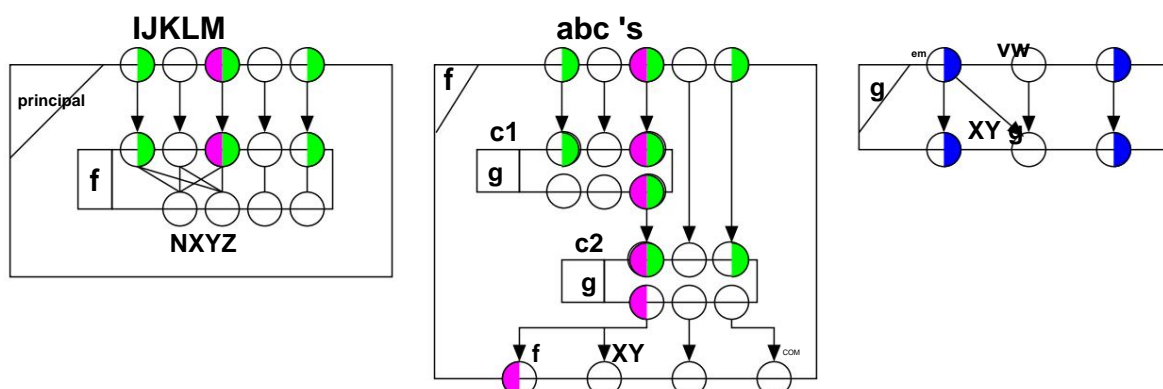 IJKLM
principal
f
NXYZ
abc 's
f
c1
g
c2
g
f
XY
COM
em
vw
g
XY g